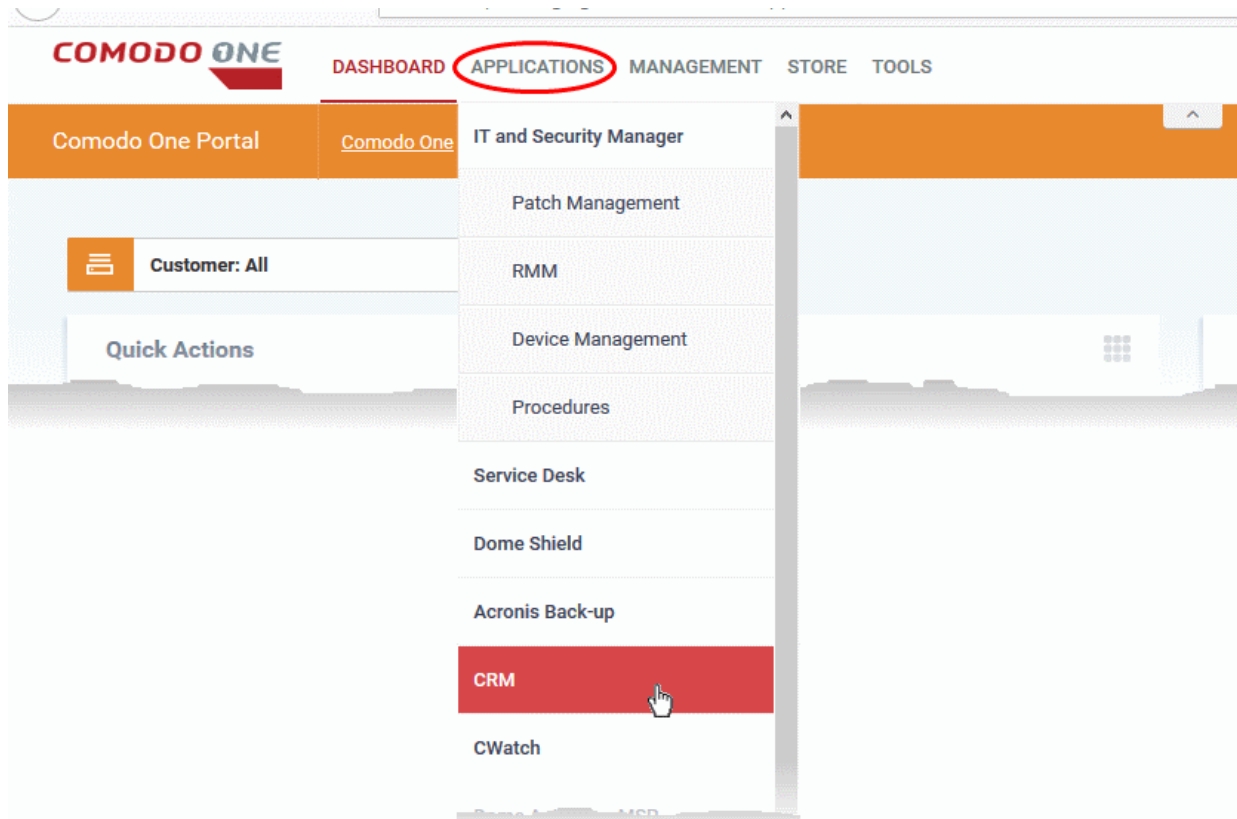 COMODO ONE
DASHBOARD APPLICATIONS MANAGEMENT STORE TOOLS
Comodo One Portal Comodo One
IT and Security Manager
Patch Management
Customer: All
RMM
Device Management
Quick Actions
Procedures
Service Desk
Dome Shield
Acronis Back-up
CRM
CWatch